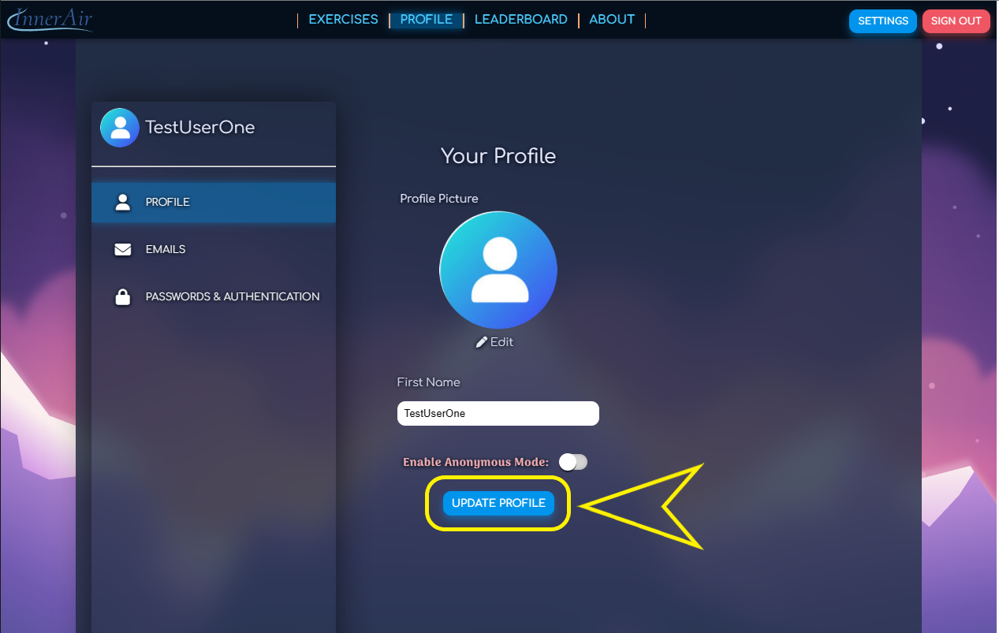 InnerAir
EXERCISES
PROFILE
LEADERBOARD
ABOUT
SETTINGS
SIGN OUT
TestUserOne
PROFILE
EMAILS
PASSWORDS & AUTHENTICATION
Your Profile
Profile Picture
Edit
First Name
TestUserOne
Enable Anonymous Mode:
UPDATE PROFILE